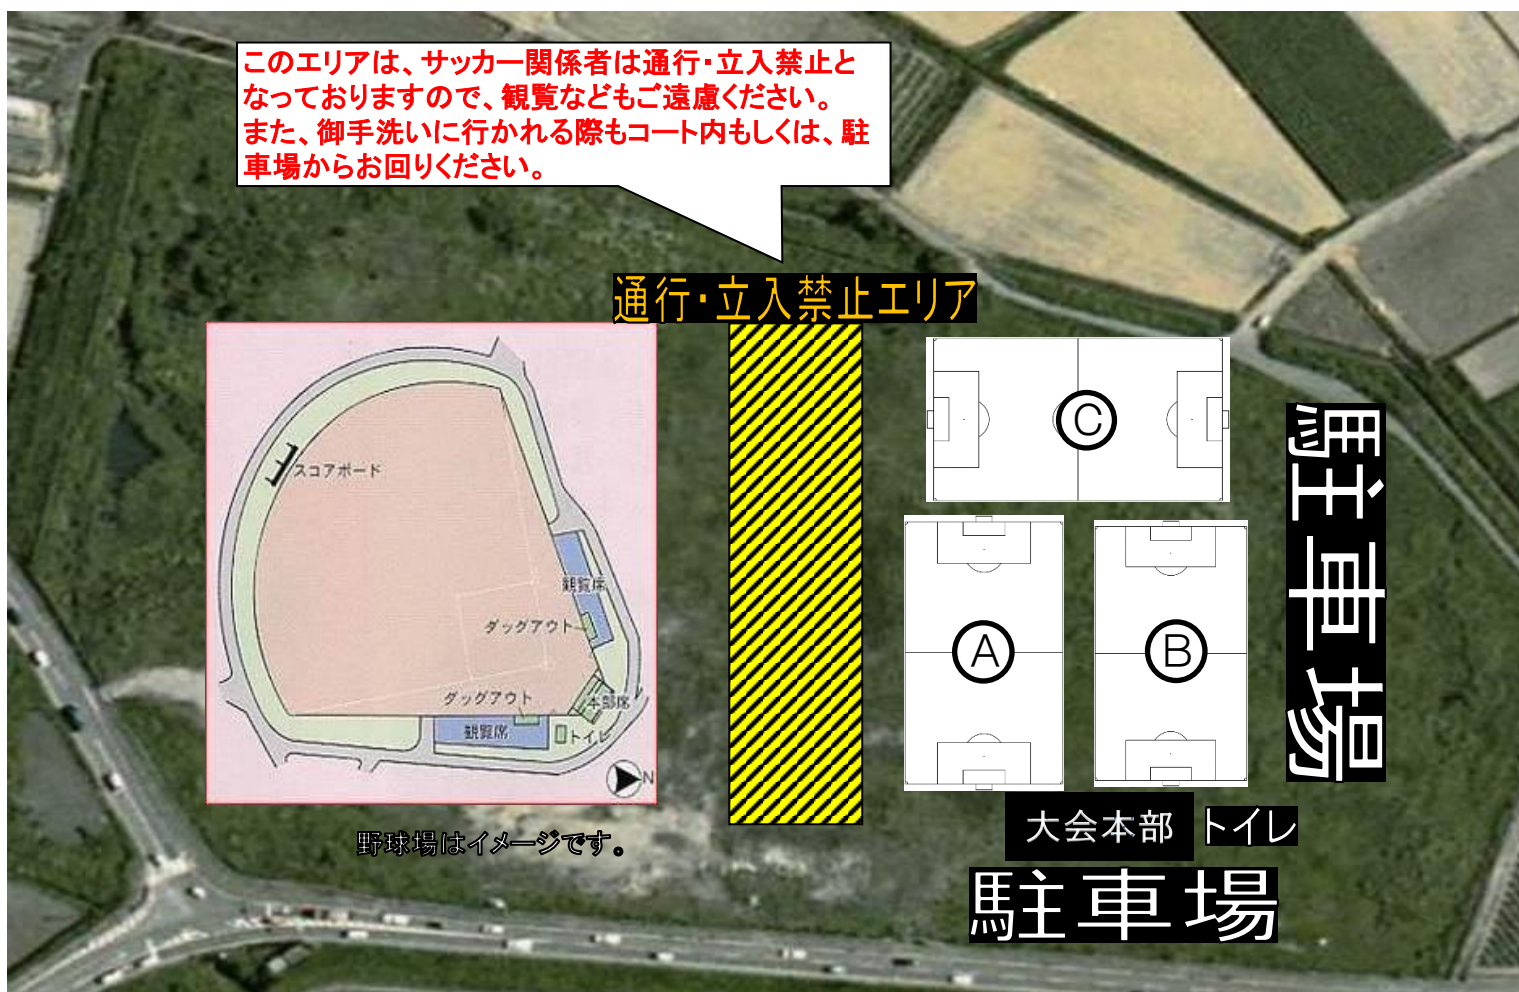 このエリアは、サッカー関係者は通行・立入禁止と
なっておりますので、観覧などもご遠慮ください。
また、御手洗いに行かれる際もコート内もしくは、駐
車場からお回りください。
通行・立入禁止エリア
スコアボード
観覧席
ダッグアウト
ダッグアウト
本部席
観覧席
トイレ
N
野球場はイメージです。
C
A
B
駐車場
大会本部
トイレ
駐車場